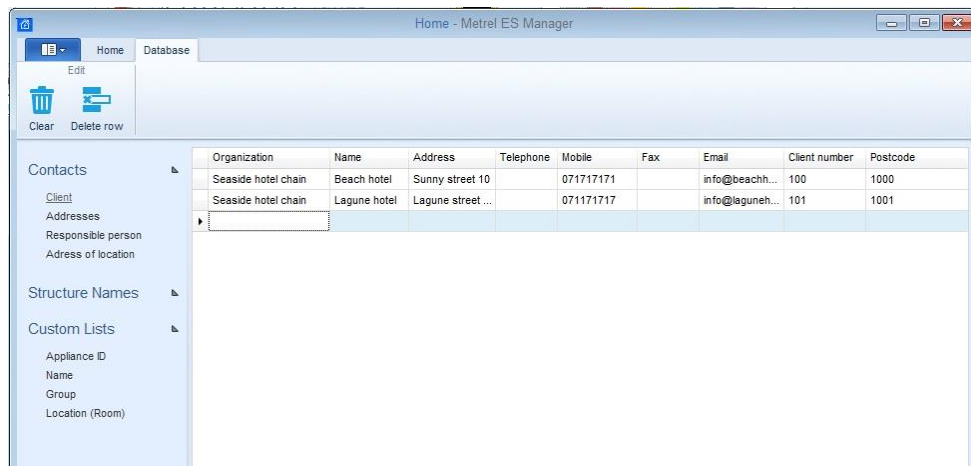 Home - Metrel ES Manager
Home Database
Edit
Clear Delete row
Contacts
Client
Addresses
Responsible person
Adress of location
Structure Names
Custom Lists
Appliance ID
Name
Group
Location (Room)
Organization Name Address Telephone Mobile Fax Email Client number Postcode
Seaside hotel chain Beach hotel Sunny street 10 071717171 info@beachh... 100 1000
Seaside hotel chain Lagune hotel Lagune street ... 071171717 info@laguneh... 101 1001